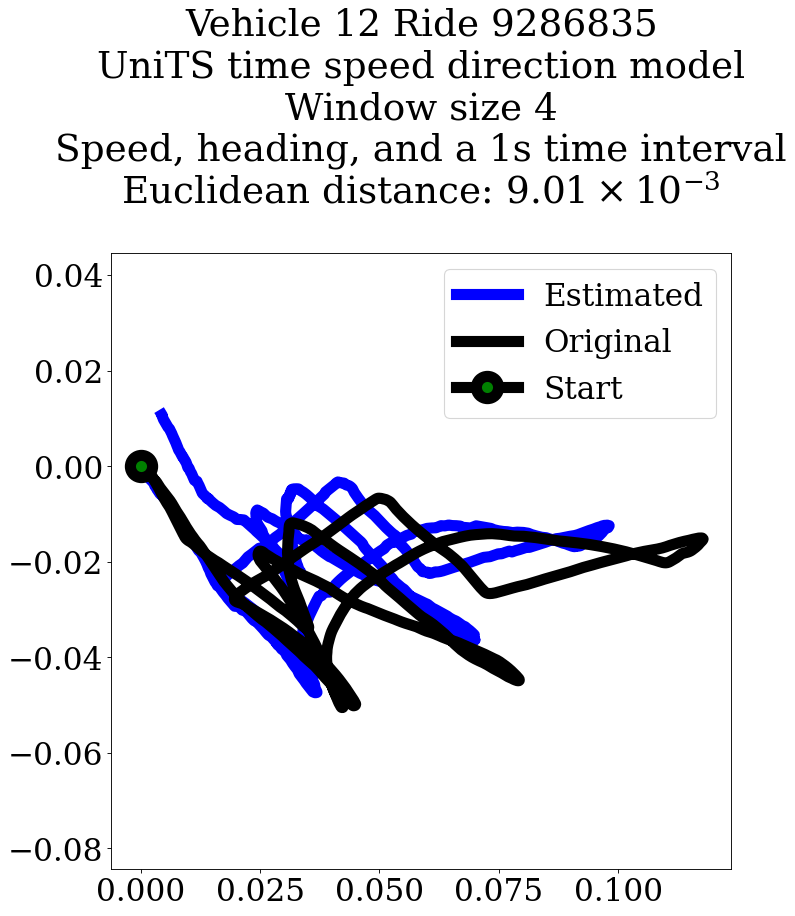 Vehicle 12 Ride 9286835
UniTS time speed direction model
Window size 4
Speed, heading, and a 1s time interval
Euclidean distance: 9.01 × 10⁻³
Estimated
Original
Start
0.04
0.02
0.00
−0.02
−0.04
−0.06
−0.08
0.000 0.025 0.050 0.075 0.100